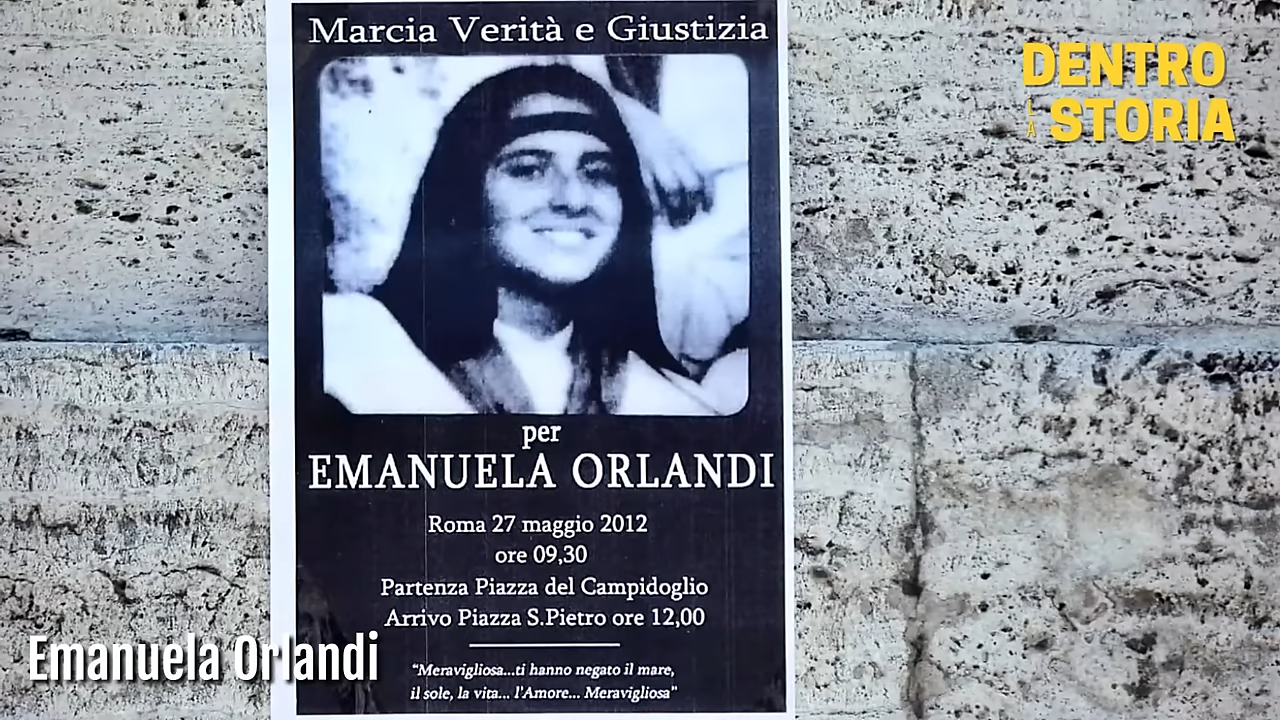 Marcia Verità e Giustizia
DENTRO
LA STORIA
per
EMANUELA ORLANDI
Roma 27 maggio 2012
ore 09,30
Partenza Piazza del Campidoglio
Arrivo Piazza S.Pietro ore 12,00
“Meravigliosa...ti hanno negato il mare,
il sole, la vita... l'Amore... Meravigliosa”
Emanuela Orlandi